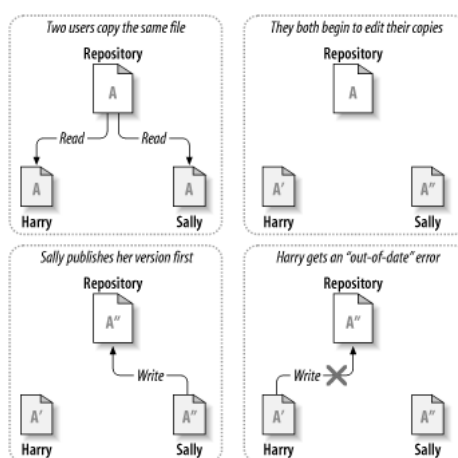 Two users copy the same file
Repository
A
Read
Read
A
A
Harry
Sally
They both begin to edit their copies
Repository
A
A'
A"
Harry
Sally
Sally publishes her version first
Repository
A"
Write
A'
A"
Harry
Sally
Harry gets an “out-of-date” error
Repository
A"
Write
A'
A"
Harry
Sally